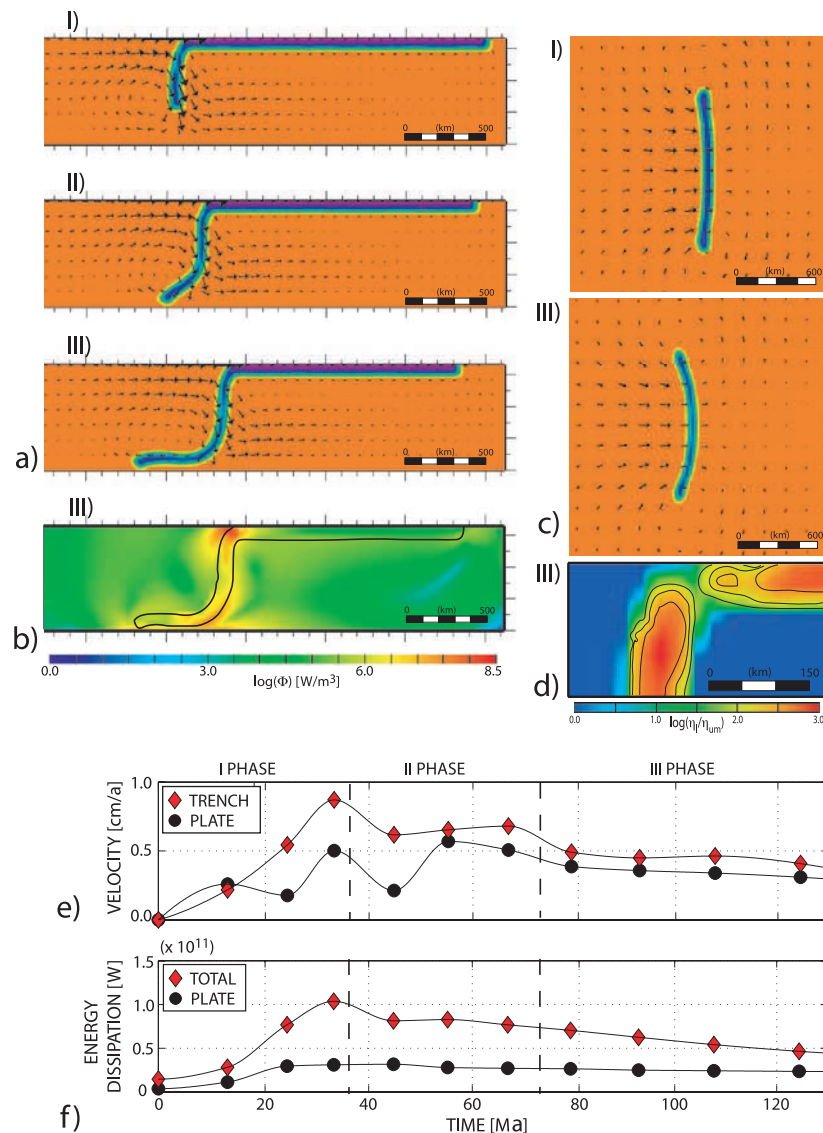 I)
0 (km) 500
II)
0 (km) 500
III)
0 (km) 500
a)
III)
0 (km) 500
b)
0.0 3.0 8.5
log(Φ) [W/m³]
I)
0 (km) 600
III)
c)
0 (km) 600
III)
d)
0 (km) 150
0.0 1.0 2.0 3.0
log(η_l/η_um)
I PHASE II PHASE III PHASE
1.0
0.5
0.0
VELOCITY [cm/a]
TRENCH
PLATE
e)
(x 10¹¹)
1.5
1.0
0.5
0
ENERGY
DISSIPATION [W]
TOTAL
PLATE
f)
0 20 40 60 80 100 120
TIME [Ma]